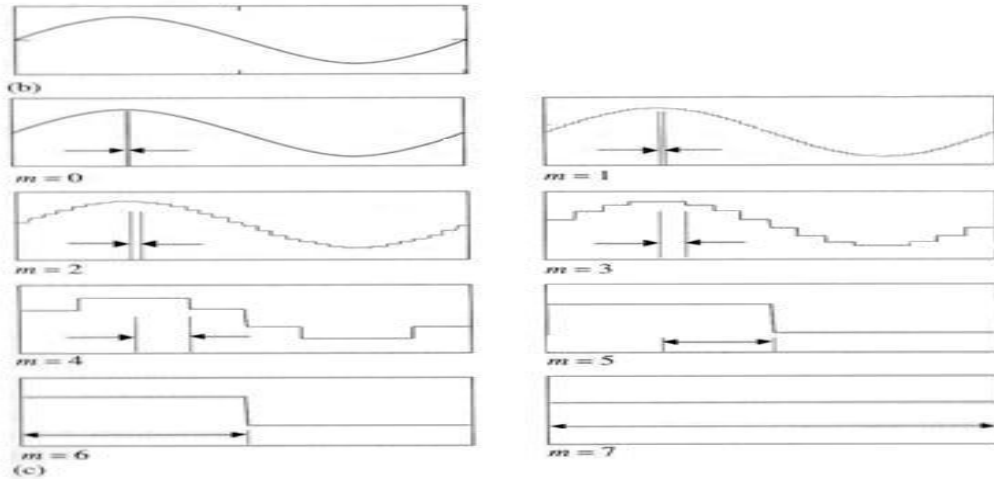 (b)
m = 0
m = 1
m = 2
m = 3
m = 4
m = 5
m = 6
m = 7
(c)